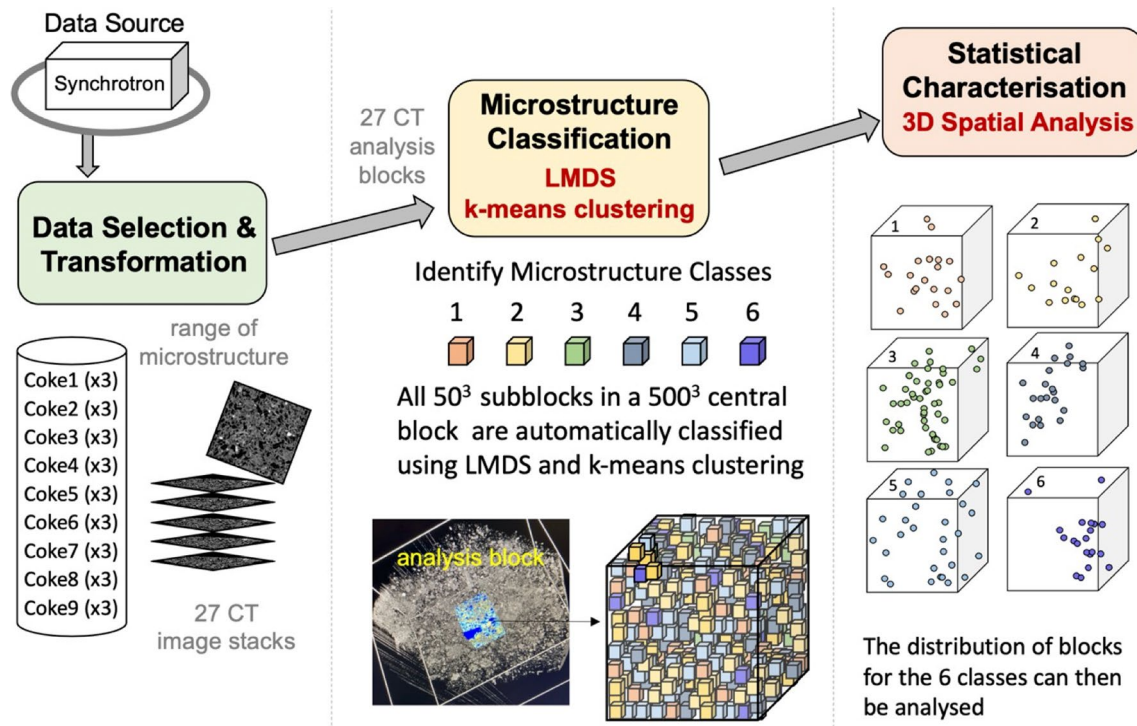 Data Source
Synchrotron
Data Selection &
Transformation
range of
microstructure
Coke1 (x3)
Coke2 (x3)
Coke3 (x3)
Coke4 (x3)
Coke5 (x3)
Coke6 (x3)
Coke7 (x3)
Coke8 (x3)
Coke9 (x3)
27 CT
image stacks
27 CT
analysis
blocks
Microstructure
Classification
LMDS
k-means clustering
Identify Microstructure Classes
1 2 3 4 5 6
All 50³ subblocks in a 500³ central
block are automatically classified
using LMDS and k-means clustering
analysis block
Statistical
Characterisation
3D Spatial Analysis
1
2
3
4
5
6
The distribution of blocks
for the 6 classes can then
be analysed